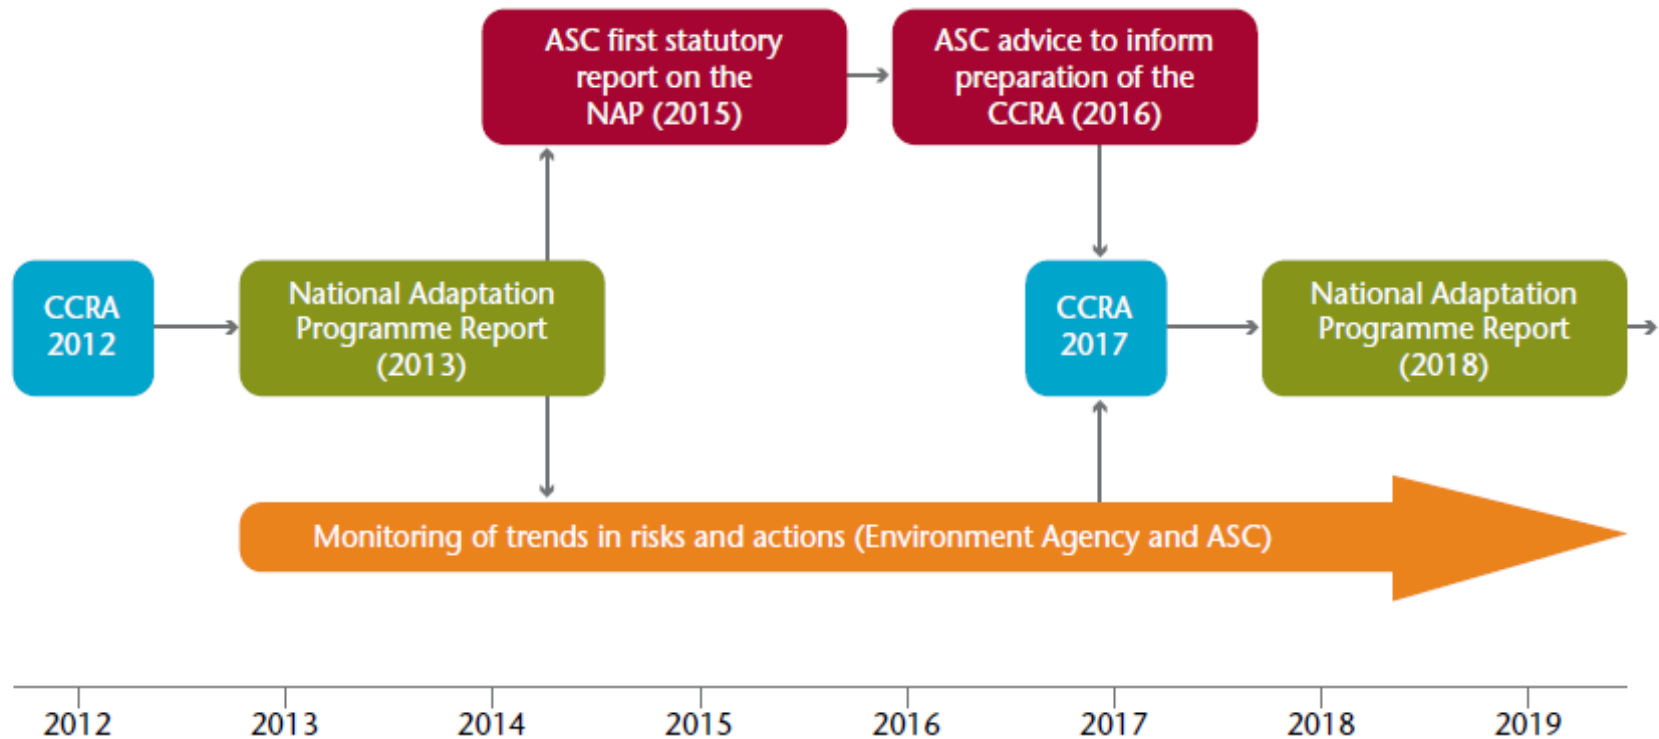 ASC first statutory
report on the
NAP (2015)
ASC advice to inform
preparation of the
CCRA (2016)
CCRA
2012
National Adaptation
Programme Report
(2013)
CCRA
2017
National Adaptation
Programme Report
(2018)
Monitoring of trends in risks and actions (Environment Agency and ASC)
2012 2013 2014 2015 2016 2017 2018 2019